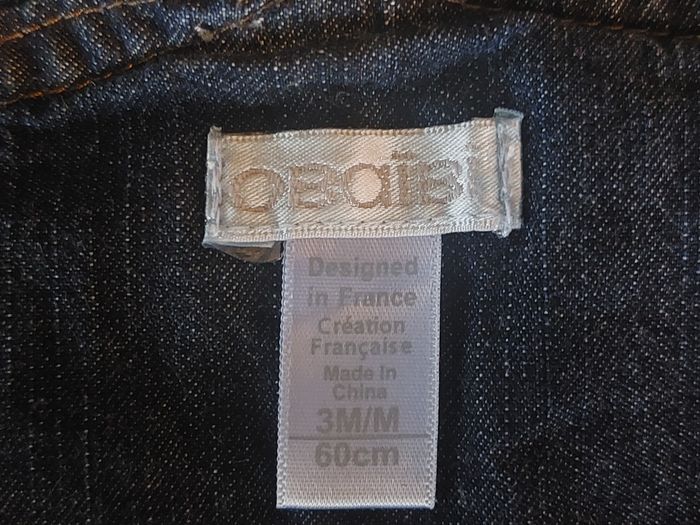 OBaïBi
Designed
in France
Création
Française
Made In
China
3M/M
60cm